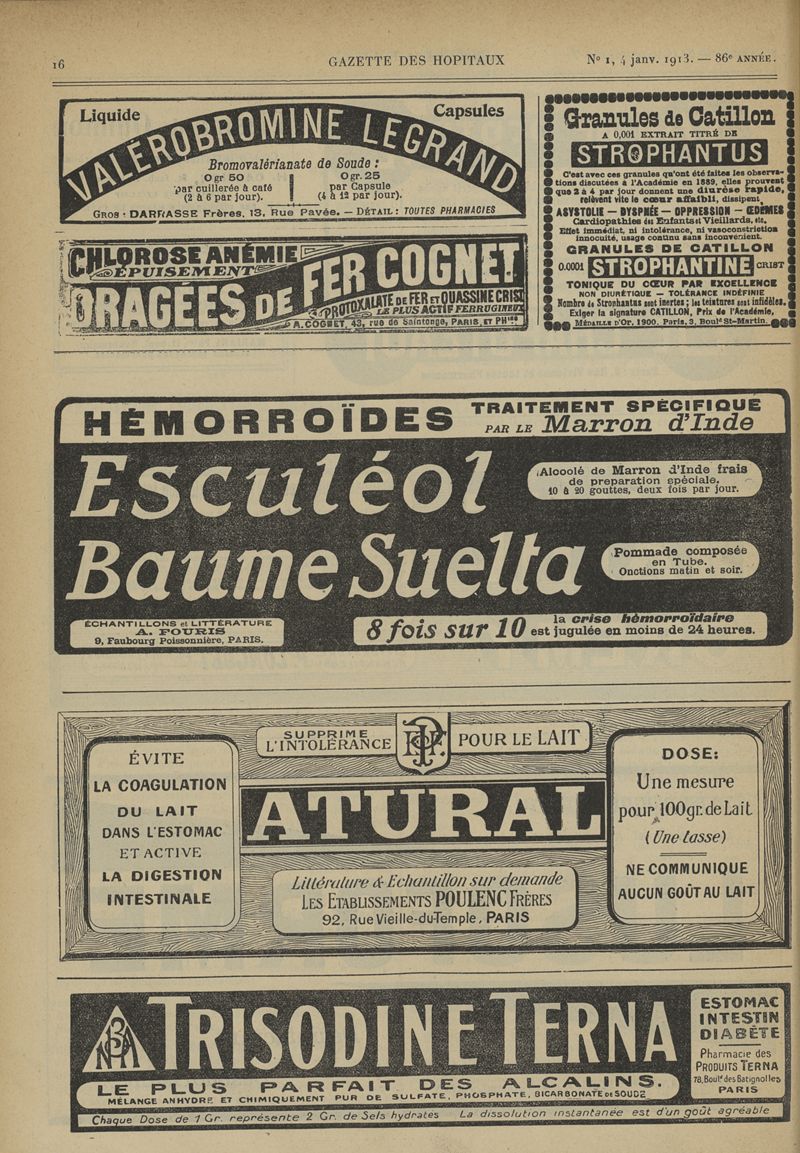 16
GAZETTE DES HOPITAUX
N° 1, 4 janv. 1913. — 86e ANNÉE.
Liquide
Capsules
VALÉROBROMINE LEGRAND
Bromovalérianate de Soude :
0 gr 50
par cuillerée à café
(2 à 6 par jour).
0 gr. 25
par Capsule
(4 à 12 par jour).
GROS : DARRASSE Frères, 13, Rue Pavée. — DÉTAIL : TOUTES PHARMACIES
Granules de Catillon
A 0,001 EXTRAIT TITRÉ DE
STROPHANTUS
C'est avec ces granules qu'ont été faites les observa-
tions discutées à l'Académie en 1889, elles prouvent
que 2 à 4 par jour donnent une diurèse rapide,
relèvent vite le cœur affaibli, dissipent
ASYSTOLIE — DYSPNÉE — OPPRESSION — ŒDÈMES
Cardiopathies des Enfants et Vieillards, etc.
Effet immédiat, ni intolérance, ni vasoconstriction
innocuité, usage continu sans inconvénient.
GRANULES DE CATILLON
0.0001 STROPHANTINE CRIST
TONIQUE DU CŒUR PAR EXCELLENCE
NON DIURÉTIQUE — TOLÉRANCE INDÉFINIE
Nombre de Strophantus sont inertes; les teintures sont infidèles.
Exiger la signature CATILLON, Prix de l'Académie,
MÉDAILLE D'OR, 1900. Paris, 3, Boulᵈ St-Martin.
CHLOROSE ANÉMIE
ÉPUISEMENT
DRAGÉES DE FER COGNET
PROTOXALATE DE FER ET QUASSINE CRIST
LE PLUS ACTIF FERRUGINEUX
A. COGNET, 43, rue de Saintonge, PARIS, ET PHies
HÉMORROÏDES
TRAITEMENT SPÉCIFIQUE
PAR LE Marron d'Inde
Esculéol
Alcoolé de Marron d'Inde frais
de preparation spéciale.
10 à 20 gouttes, deux fois par jour.
Baume Suelta
Pommade composée
en Tube.
Onctions matin et soir.
ÉCHANTILLONS et LITTÉRATURE
A. FOURIS
9, Faubourg Poissonnière, PARIS.
8 fois sur 10
la crise hémorroïdaire
est jugulée en moins de 24 heures.
SUPPRIME
L'INTOLÉRANCE
POUR LE LAIT
ÉVITE
LA COAGULATION
DU LAIT
DANS L'ESTOMAC
ET ACTIVE
LA DIGESTION
INTESTINALE
ATURAL
Littérature & Echantillon sur demande
LES ETABLISSEMENTS POULENC FRÈRES
92, Rue Vieille-du-Temple, PARIS
DOSE:
Une mesure
pour 100 gr. de Lait
(Une tasse)
NE COMMUNIQUE
AUCUN GOÛT AU LAIT
TRISODINE TERNA
LE PLUS PARFAIT DES ALCALINS.
MÉLANGE ANHYDRE ET CHIMIQUEMENT PUR DE SULFATE, PHOSPHATE, BICARBONATE DE SOUDE
ESTOMAC
INTESTIN
DIABÈTE
Pharmacie des
PRODUITS TERNA
78, Boulᵈ des Batignolles
PARIS
Chaque Dose de 1 Gr. représente 2 Gr. de Sels hydratés La dissolution instantanée est d'un goût agréable